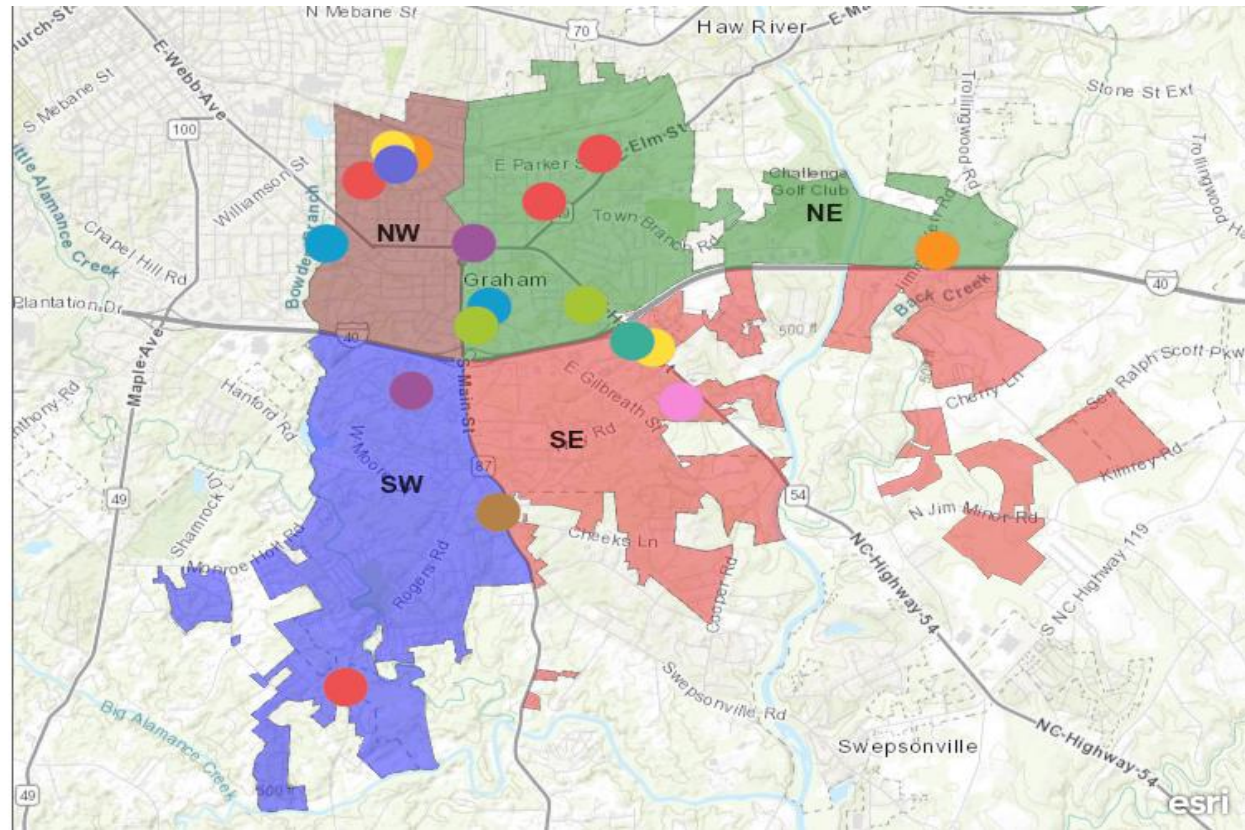 N Mebane St
70
Haw River
E-Webb-Ave
S Mebane St
100
Trollingwood Rd
Stone St Ext
Little Alamance Creek
Williamson St
E Parker S
E-Elm-St
Challenge
Golf Club
NE
NW
Town Branch Rd
Chapel Hill Rd
Graham
Back Creek
40
Plantation Dr
40
500 ft
Maple-Ave
S Main-St
E Gilbreath St
Sen Ralph Scott-Pkwy
Hanford Rd
Cherry Ln
Rd
SE
87
SW
Kimrey Rd
49
54
Shamrock Dr
N Jim Minor Rd
Cheeks Ln
Monroe Holt Rd
Rogers Rd
Cooper Rd
NC-Highway-54
S NC-Highway 119
Swepsonville Rd
Big Alamance Creek
Swepsonville
NC-Highway-54
500 ft
49
esri